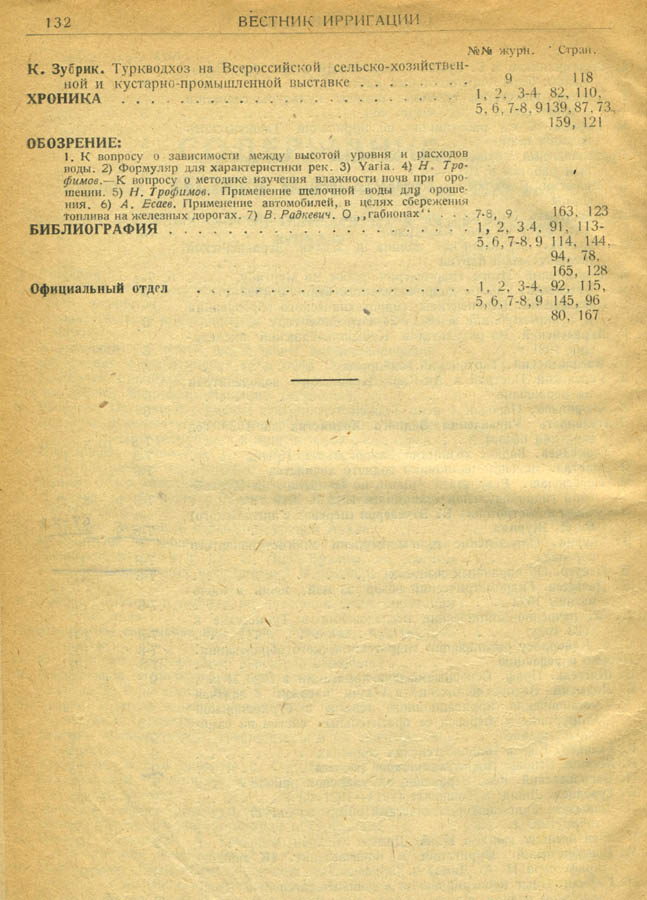 132 ВЕСТНИК ИРРИГАЦИИ
№№ журн. Стран.
К. Зубрик. Туркводхоз на Всероссийской сельско-хозяйствен-
ной и кустарно-промышленной выставке . . . . . . . . 9 118
ХРОНИКА . . . . . . . . . . . . . . . . . . . . . . 1, 2, 3-4 82, 110,
5, 6, 7-8, 9 139, 87, 73,
159, 121
ОБОЗРЕНИЕ:
1. К вопросу о зависимости между высотой уровня и расходов
воды. 2) Формуляр для характеристики рек. 3) Yaria. 4) Н. Тро-
фимов.—К вопросу о методике изучения влажности почв при оро-
шении. 5) Н. Трофимов. Применение щелочной воды для ороше-
ния. 6) А. Есаев. Применение автомобилей, в целях сбережения
топлива на железных дорогах. 7) В. Радкевич. О ,,габионах“ . . . 7-8, 9 163, 123
БИБЛИОГРАФИЯ . . . . . . . . . . . . . . . . . . . 1, 2, 3.4, 91, 113-
5, 6, 7-8, 9 114, 144,
94, 78,
165, 128
Официальный отдел . . . . . . . . . . . . . . . . . 1, 2, 3-4, 92, 115,
5, 6, 7-8, 9 145, 96
80, 167